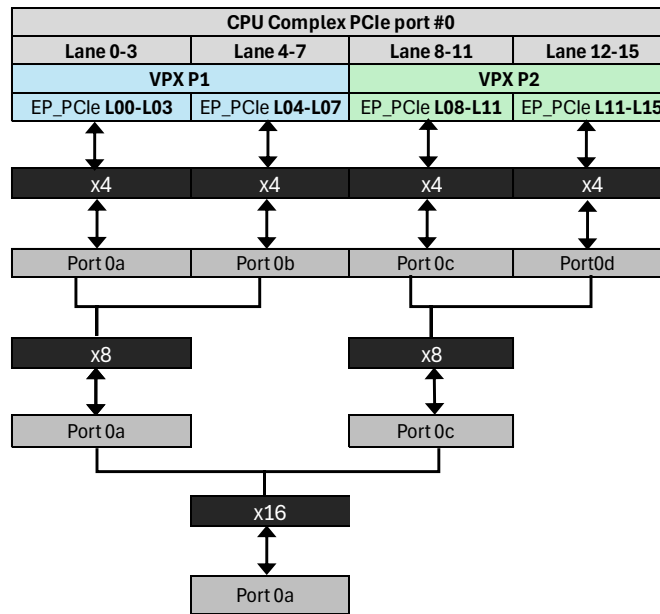 CPU Complex PCIe port #0
Lane 0-3 Lane 4-7 Lane 8-11 Lane 12-15
VPX P1 VPX P2
EP_PCIe L00-L03 EP_PCIe L04-L07 EP_PCIe L08-L11 EP_PCIe L11-L15
x4 x4 x4 x4
Port 0a Port 0b Port 0c Port0d
x8 x8
Port 0a Port 0c
x16
Port 0a